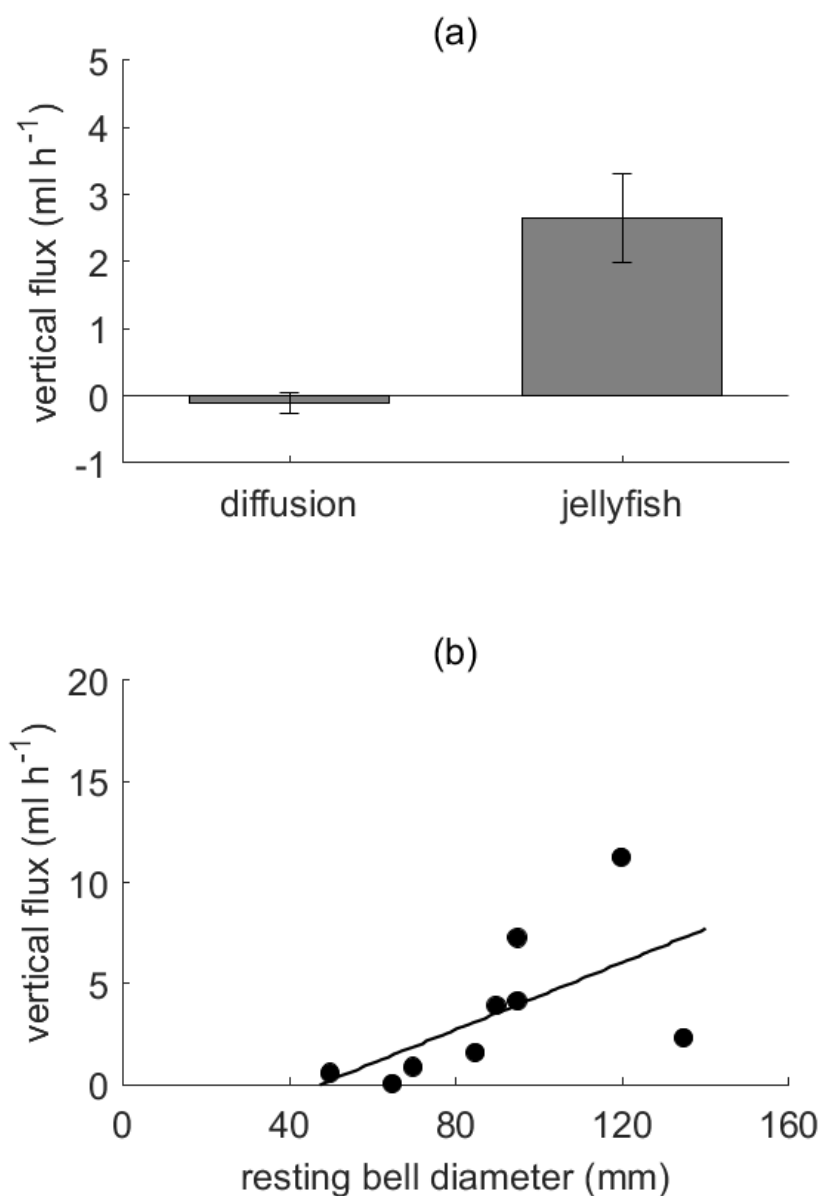 (a)
vertical flux (ml h⁻¹)
5
4
3
2
1
0
-1
diffusion jellyfish
(b)
vertical flux (ml h⁻¹)
20
15
10
5
0
0 40 80 120 160
resting bell diameter (mm)